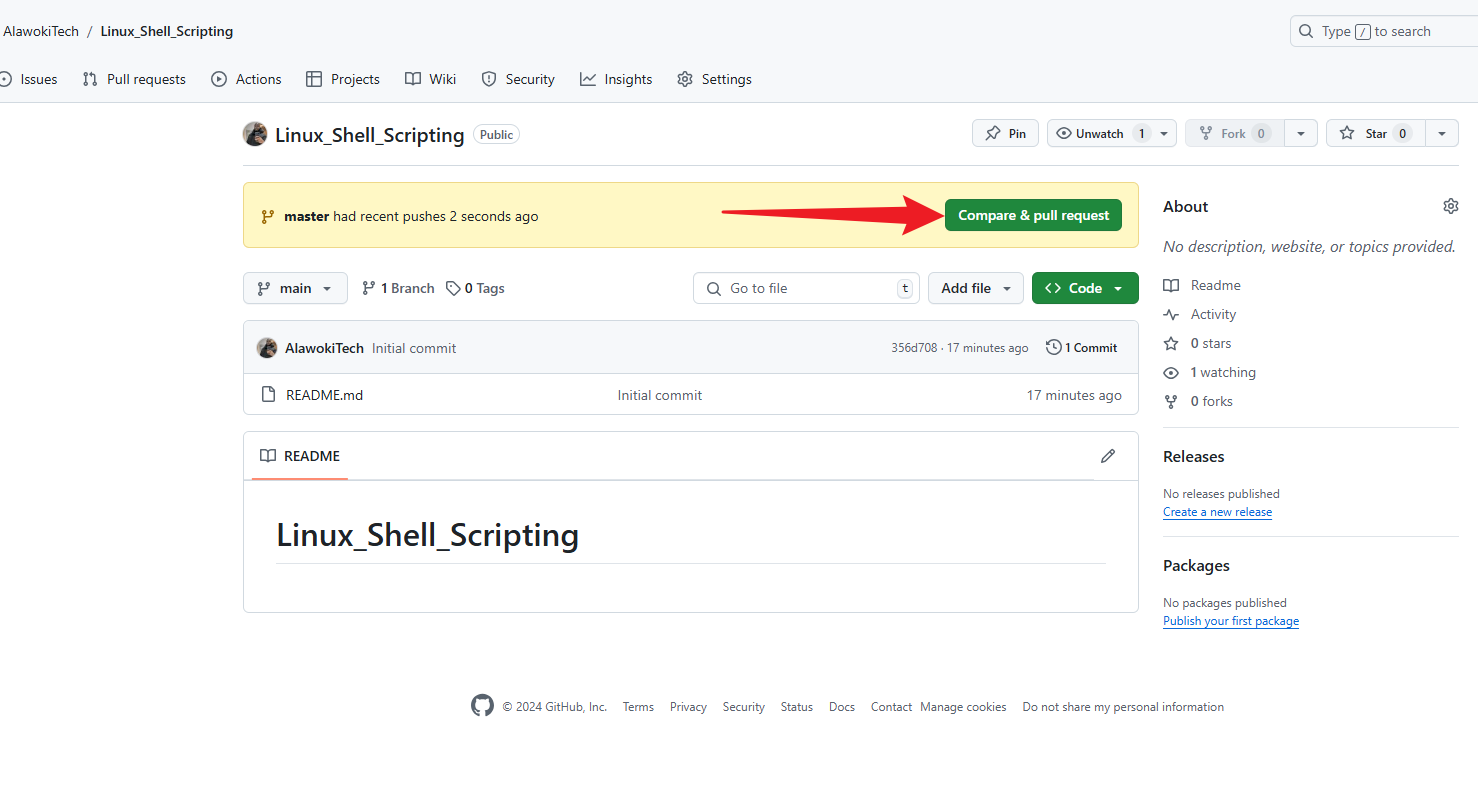 AlawokiTech / Linux_Shell_Scripting
Type / to search
Issues Pull requests Actions Projects Wiki Security Insights Settings
Linux_Shell_Scripting Public
Pin Unwatch 1 Fork 0 Star 0
master had recent pushes 2 seconds ago Compare & pull request
main 1 Branch 0 Tags Go to file t Add file <> Code
AlawokiTech Initial commit 356d708 · 17 minutes ago 1 Commit
README.md Initial commit 17 minutes ago
README
Linux_Shell_Scripting
About
No description, website, or topics provided.
Readme
Activity
0 stars
1 watching
0 forks
Releases
No releases published
Create a new release
Packages
No packages published
Publish your first package
© 2024 GitHub, Inc. Terms Privacy Security Status Docs Contact Manage cookies Do not share my personal information